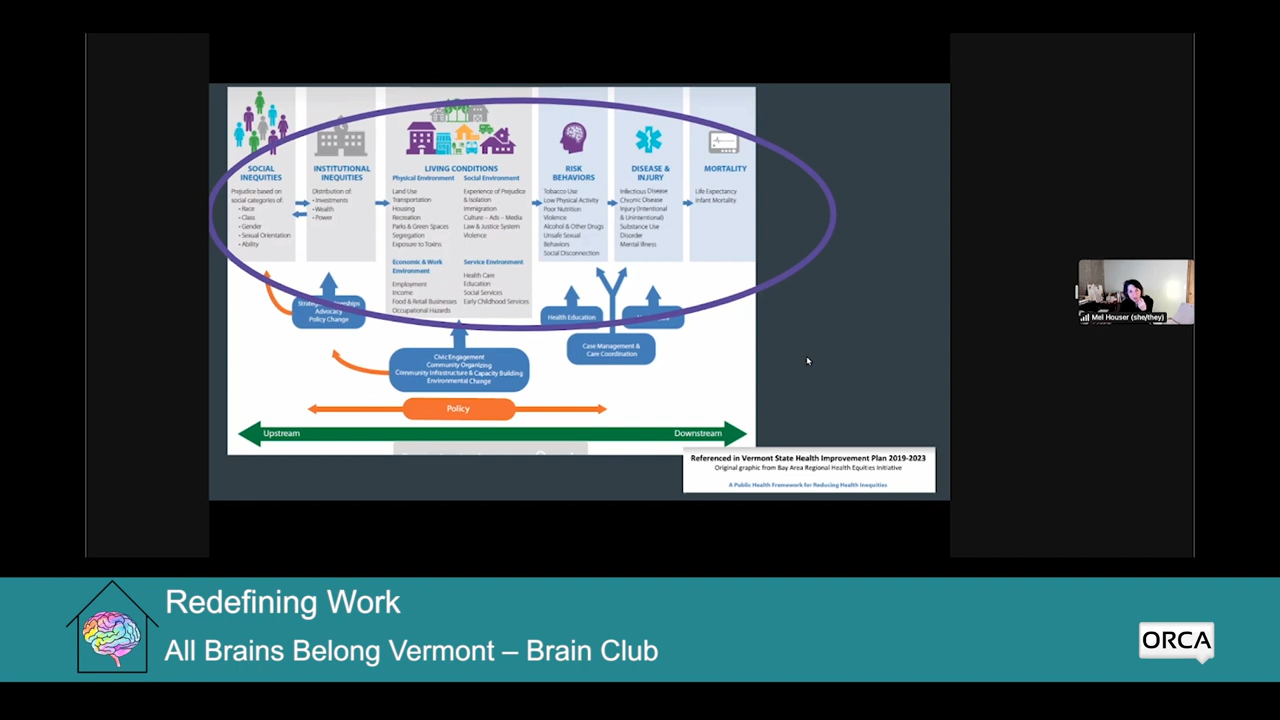 SOCIAL
INEQUITIES
Prejudice based on
social categories of:
• Race
• Class
• Gender
• Sexual Orientation
• Ability
INSTITUTIONAL
INEQUITIES
Distribution of:
• Investments
• Wealth
• Power
LIVING CONDITIONS
Physical Environment
Land Use
Transportation
Housing
Recreation
Parks & Green Spaces
Segregation
Exposure to Toxins
Social Environment
Experience of Prejudice
& Isolation
Immigration
Culture – Ads – Media
Law & Justice System
Violence
Economic & Work
Environment
Employment
Income
Food & Retail Businesses
Occupational Hazards
Service Environment
Health Care
Education
Social Services
Early Childhood Services
RISK
BEHAVIORS
Tobacco Use
Low Physical Activity
Poor Nutrition
Violence
Alcohol & Other Drugs
Unsafe Sexual
Behaviors
Social Disconnection
DISEASE &
INJURY
Infectious Disease
Chronic Disease
Injury (Intentional
& Unintentional)
Substance Use
Disorder
Mental Illness
MORTALITY
Life Expectancy
Infant Mortality
Advocacy
Policy Change
Health Education
Case Management &
Care Coordination
Civic Engagement
Community Organizing
Community Infrastructure & Capacity Building
Environmental Change
Policy
Upstream
Downstream
Referenced in Vermont State Health Improvement Plan 2019-2023
Original graphic from Bay Area Regional Health Equities Initiative
A Public Health Framework for Reducing Health Inequities
Mel Houser (she/they)
Redefining Work
All Brains Belong Vermont – Brain Club
ORCA